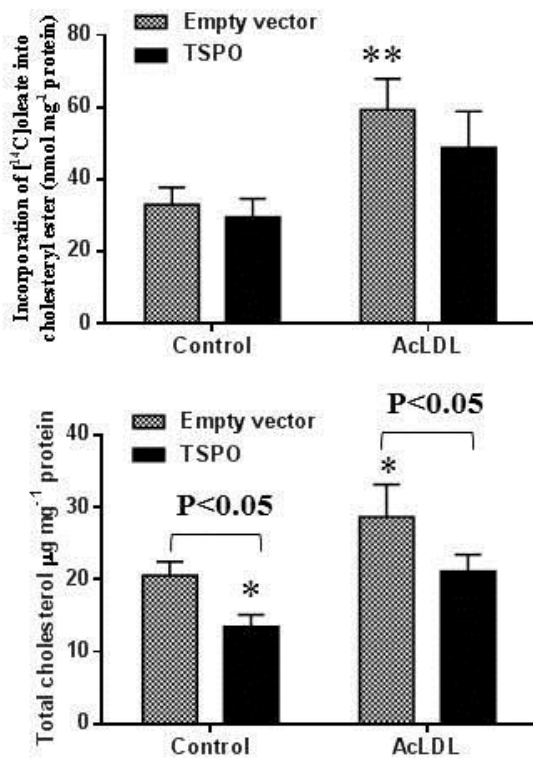 Incorporation of [¹⁴C]oleate into
cholesteryl ester (nmol mg⁻¹ protein)
80
60
40
20
0
Empty vector
TSPO
**
Control
AcLDL
Total cholesterol µg mg⁻¹ protein
40
30
20
10
0
Empty vector
TSPO
P<0.05
*
P<0.05
*
Control
AcLDL